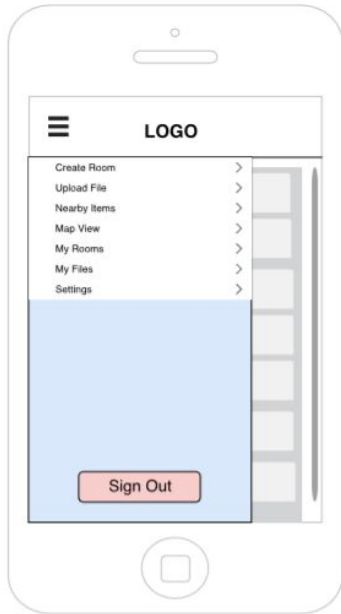 LOGO
Create Room
Upload File
Nearby Items
Map View
My Rooms
My Files
Settings
Sign Out